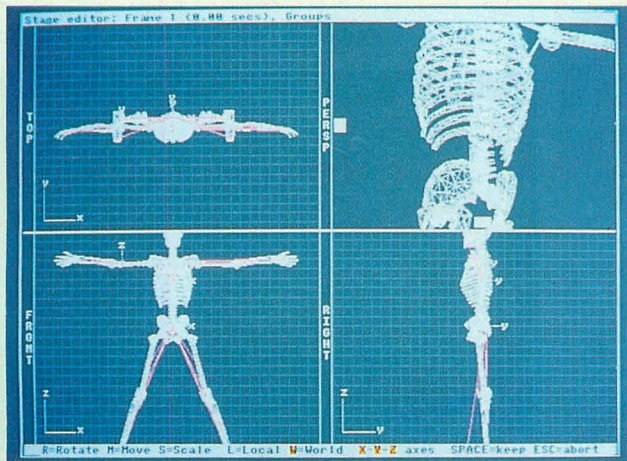 Stage editor: Frame 1 (0.00 secs), Groups
TOP
PERSP
y
y
x
FRONT
RIGHT
z
x
z
x
y
y
z
y
R=Rotate M=Move S=Scale L=Local W=World X-Y-Z axes SPACE=keep ESC=abort